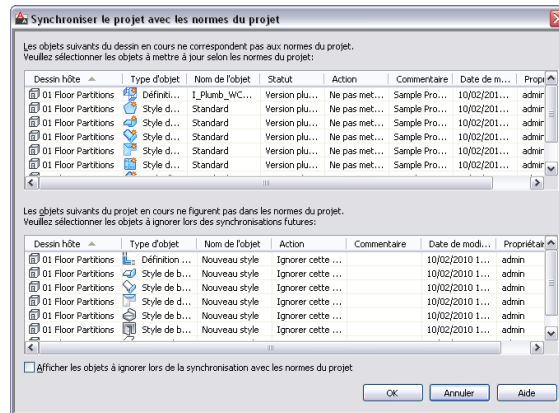 Synchroniser le projet avec les normes du projet
Les objets suivants du dessin en cours ne correspondent pas aux normes du projet.
Veuillez sélectionner les objets à mettre à jour selon les normes du projet:
Dessin hôte Type d'objet Nom de l'objet Statut Action Commentaire Date de m... Propi
01 Floor Partitions Définiti... I_Plumb_WC... Version plu... Ne pas met... Sample Pro... 10/02/201... admin
01 Floor Partitions Style d... Standard Version plu... Ne pas met... Sample Pro... 10/02/201... admin
01 Floor Partitions Style d... Standard Version plu... Ne pas met... Sample Pro... 10/02/201... admin
01 Floor Partitions Style d... Standard Version plu... Ne pas met... Sample Pro... 10/02/201... admin
01 Floor Partitions Style d... Standard Version plu... Ne pas met... Sample Pro... 10/02/201... admin
01 Floor Partitions Style d... Standard Version plu... Ne pas met... Sample Pro... 10/02/201... admin
Les objets suivants du projet en cours ne figurent pas dans les normes du projet.
Veuillez sélectionner les objets à ignorer lors des synchronisations futures:
Dessin hôte Type d'objet Nom de l'objet Action Commentaire Date de modi... Propriétair
01 Floor Partitions Définition ... Nouveau style Ignorer cette ... 10/02/2010 1... admin
01 Floor Partitions Style de b... Nouveau style Ignorer cette ... 10/02/2010 1... admin
01 Floor Partitions Style de b... Nouveau style Ignorer cette ... 10/02/2010 1... admin
01 Floor Partitions Style de d... Nouveau style Ignorer cette ... 10/02/2010 1... admin
01 Floor Partitions Style de b... Nouveau style Ignorer cette ... 10/02/2010 1... admin
01 Floor Partitions Style de b... Nouveau style Ignorer cette ... 10/02/2010 1... admin
Afficher les objets à ignorer lors de la synchronisation avec les normes du projet
OK Annuler Aide